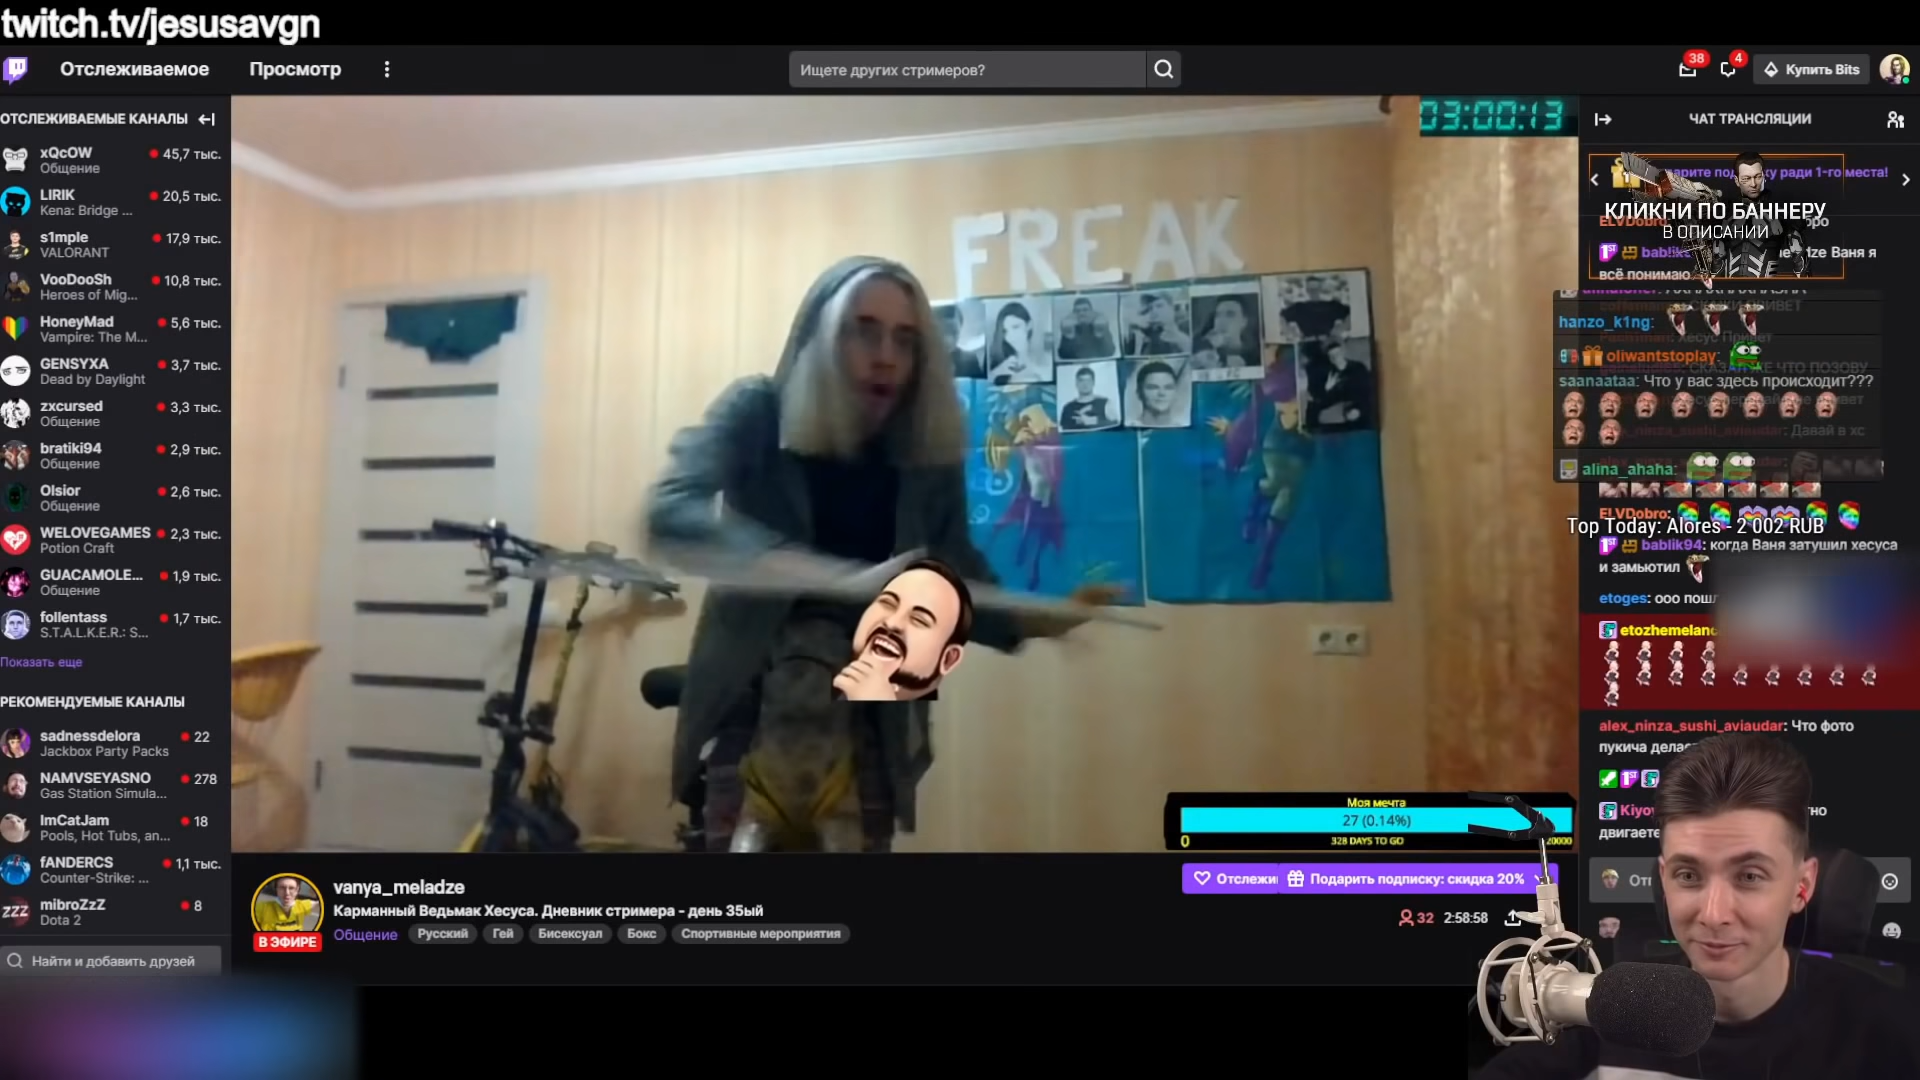 twitch.tv/jesusavgn
Отслеживаемое
Просмотр
Ищете других стримеров?
38
4
Купить Bits
ОТСЛЕЖИВАЕМЫЕ КАНАЛЫ
xQcOW
45,7 тыс.
Общение
LIRIK
20,5 тыс.
Kena: Bridge ...
s1mple
17,9 тыс.
VALORANT
VooDooSh
10,8 тыс.
Heroes of Mig...
HoneyMad
5,6 тыс.
Vampire: The M...
GENSYXA
3,7 тыс.
Dead by Daylight
zxcursed
3,3 тыс.
Общение
bratiki94
2,9 тыс.
Общение
Olsior
2,6 тыс.
Общение
WELOVEGAMES
2,3 тыс.
Potion Craft
GUACAMOLE...
1,9 тыс.
Общение
follentass
1,7 тыс.
S.T.A.L.K.E.R.: S...
Показать еще
РЕКОМЕНДУЕМЫЕ КАНАЛЫ
sadnessdelora
22
Jackbox Party Packs
NAMVSEYASNO
278
Gas Station Simula...
ImCatJam
18
Pools, Hot Tubs, an...
fANDERCS
1,1 тыс.
Counter-Strike: ...
mibroZzZ
8
Dota 2
Найти и добавить друзей
03:00:13
FREAK
Моя мечта
27 (0.14%)
0
328 DAYS TO GO
20000
vanya_meladze
Карманный Ведьмак Хесуса. Дневник стримера - день 35ый
В ЭФИРЕ
Общение
Русский
Гей
Бисексуал
Бокс
Спортивные мероприятия
Подарить подписку: скидка 20%
32
2:58:58
ЧАТ ТРАНСЛЯЦИИ
ради 1-го места!
КЛИКНИ ПО БАННЕРУ
В ОПИСАНИИ
Ваня я
всё понимаю
hanzo_k1ng:
oliwantstoplay:
saanaataa: Что у вас здесь происходит???
alina_ahaha:
ELVDobro:
Top Today: Alores - 2 002 RUB
bablik94: когда Ваня затушил хесуса
и замьютил
etoges: ооо
alex_ninza_sushi_aviaudar: Что фото
пукича